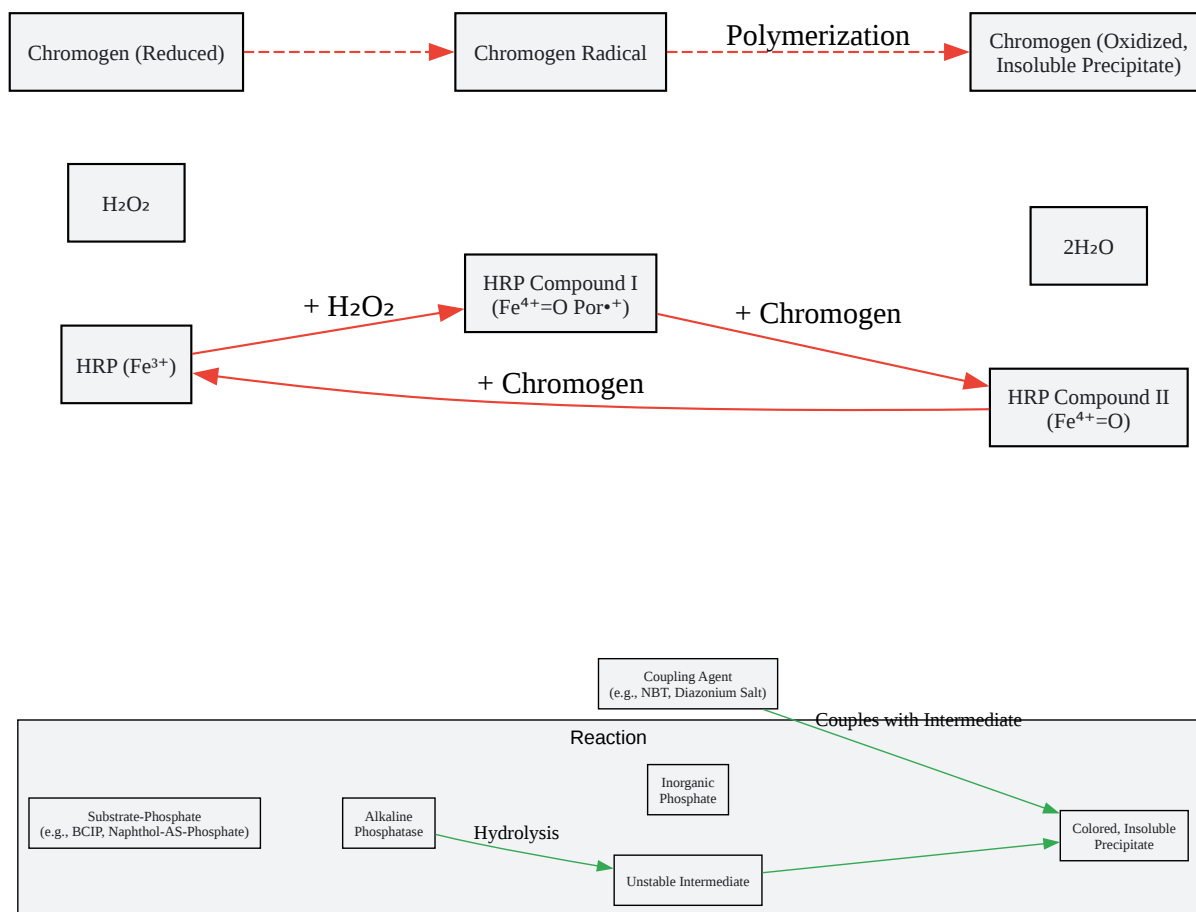 Chromogen (Reduced)
Chromogen Radical
Polymerization
Chromogen (Oxidized,
Insoluble Precipitate)
H₂O₂
2H₂O
HRP Compound I
(Fe⁴⁺=O Por•⁺)
+ H₂O₂
+ Chromogen
HRP (Fe³⁺)
+ Chromogen
HRP Compound II
(Fe⁴⁺=O)
Coupling Agent
(e.g., NBT, Diazonium Salt)
Couples with Intermediate
Reaction
Inorganic
Phosphate
Substrate-Phosphate
(e.g., BCIP, Naphthol-AS-Phosphate)
Alkaline
Phosphatase
Hydrolysis
Colored, Insoluble
Precipitate
Unstable Intermediate